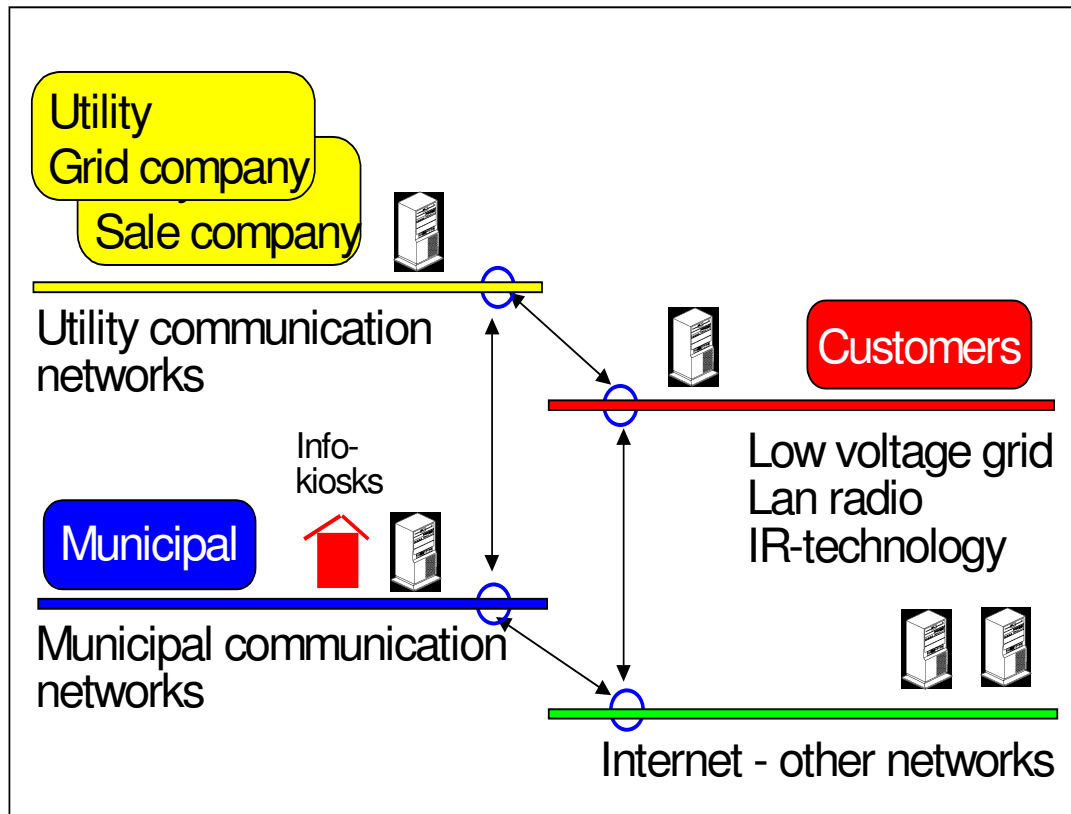 Utility
Grid company
Sale company
Utility communication
networks
Customers
Info-
kiosks
Low voltage grid
Lan radio
IR-technology
Municipal
Municipal communication
networks
Internet - other networks